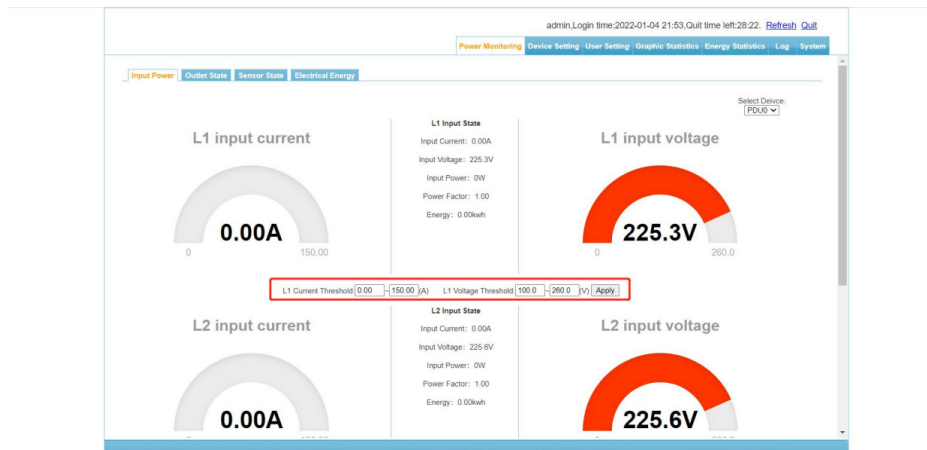 admin,Login time:2022-01-04 21:53,Quit time left:28:22. Refresh Quit
Power Monitoring Device Setting User Setting Graphic Statistics Energy Statistics Log System
Input Power Outlet State Sensor State Electrical Energy
Select Deivce:
PDU0
L1 input current
L1 Input State
Input Current: 0.00A
Input Voltage: 225.3V
Input Power: 0W
Power Factor: 1.00
Energy: 0.00kwh
L1 input voltage
0.00A
0 150.00
225.3V
0 260.0
L1 Current Threshold: 0.00 ~ 150.00 (A) L1 Voltage Threshold: 100.0 ~ 260.0 (V) Apply
L2 input current
L2 Input State
Input Current: 0.00A
Input Voltage: 225.6V
Input Power: 0W
Power Factor: 1.00
Energy: 0.00kwh
L2 input voltage
0.00A
225.6V